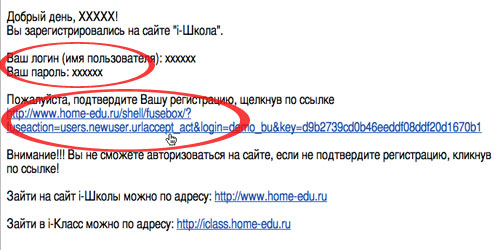 Добрый день, XXXXX!
Вы зарегистрировались на сайте "i-Школа".
Ваш логин (имя пользователя): xxxxxx
Ваш пароль: xxxxxx
Пожалуйста, подтвердите Вашу регистрацию, щелкнув по ссылке
http://www.home-edu.ru/shell/fusebox/?
fuseaction=users.newuser.urlaccept_act&login=demo_bu&key=d9b2739cd0b46eeddf08ddf20d1670b1
Внимание!!! Вы не сможете авторизоваться на сайте, если не подтвердите регистрацию, кликнув
по ссылке!
Зайти на сайт i-Школы можно по адресу: http://www.home-edu.ru
Зайти в i-Класс можно по адресу: http://iclass.home-edu.ru